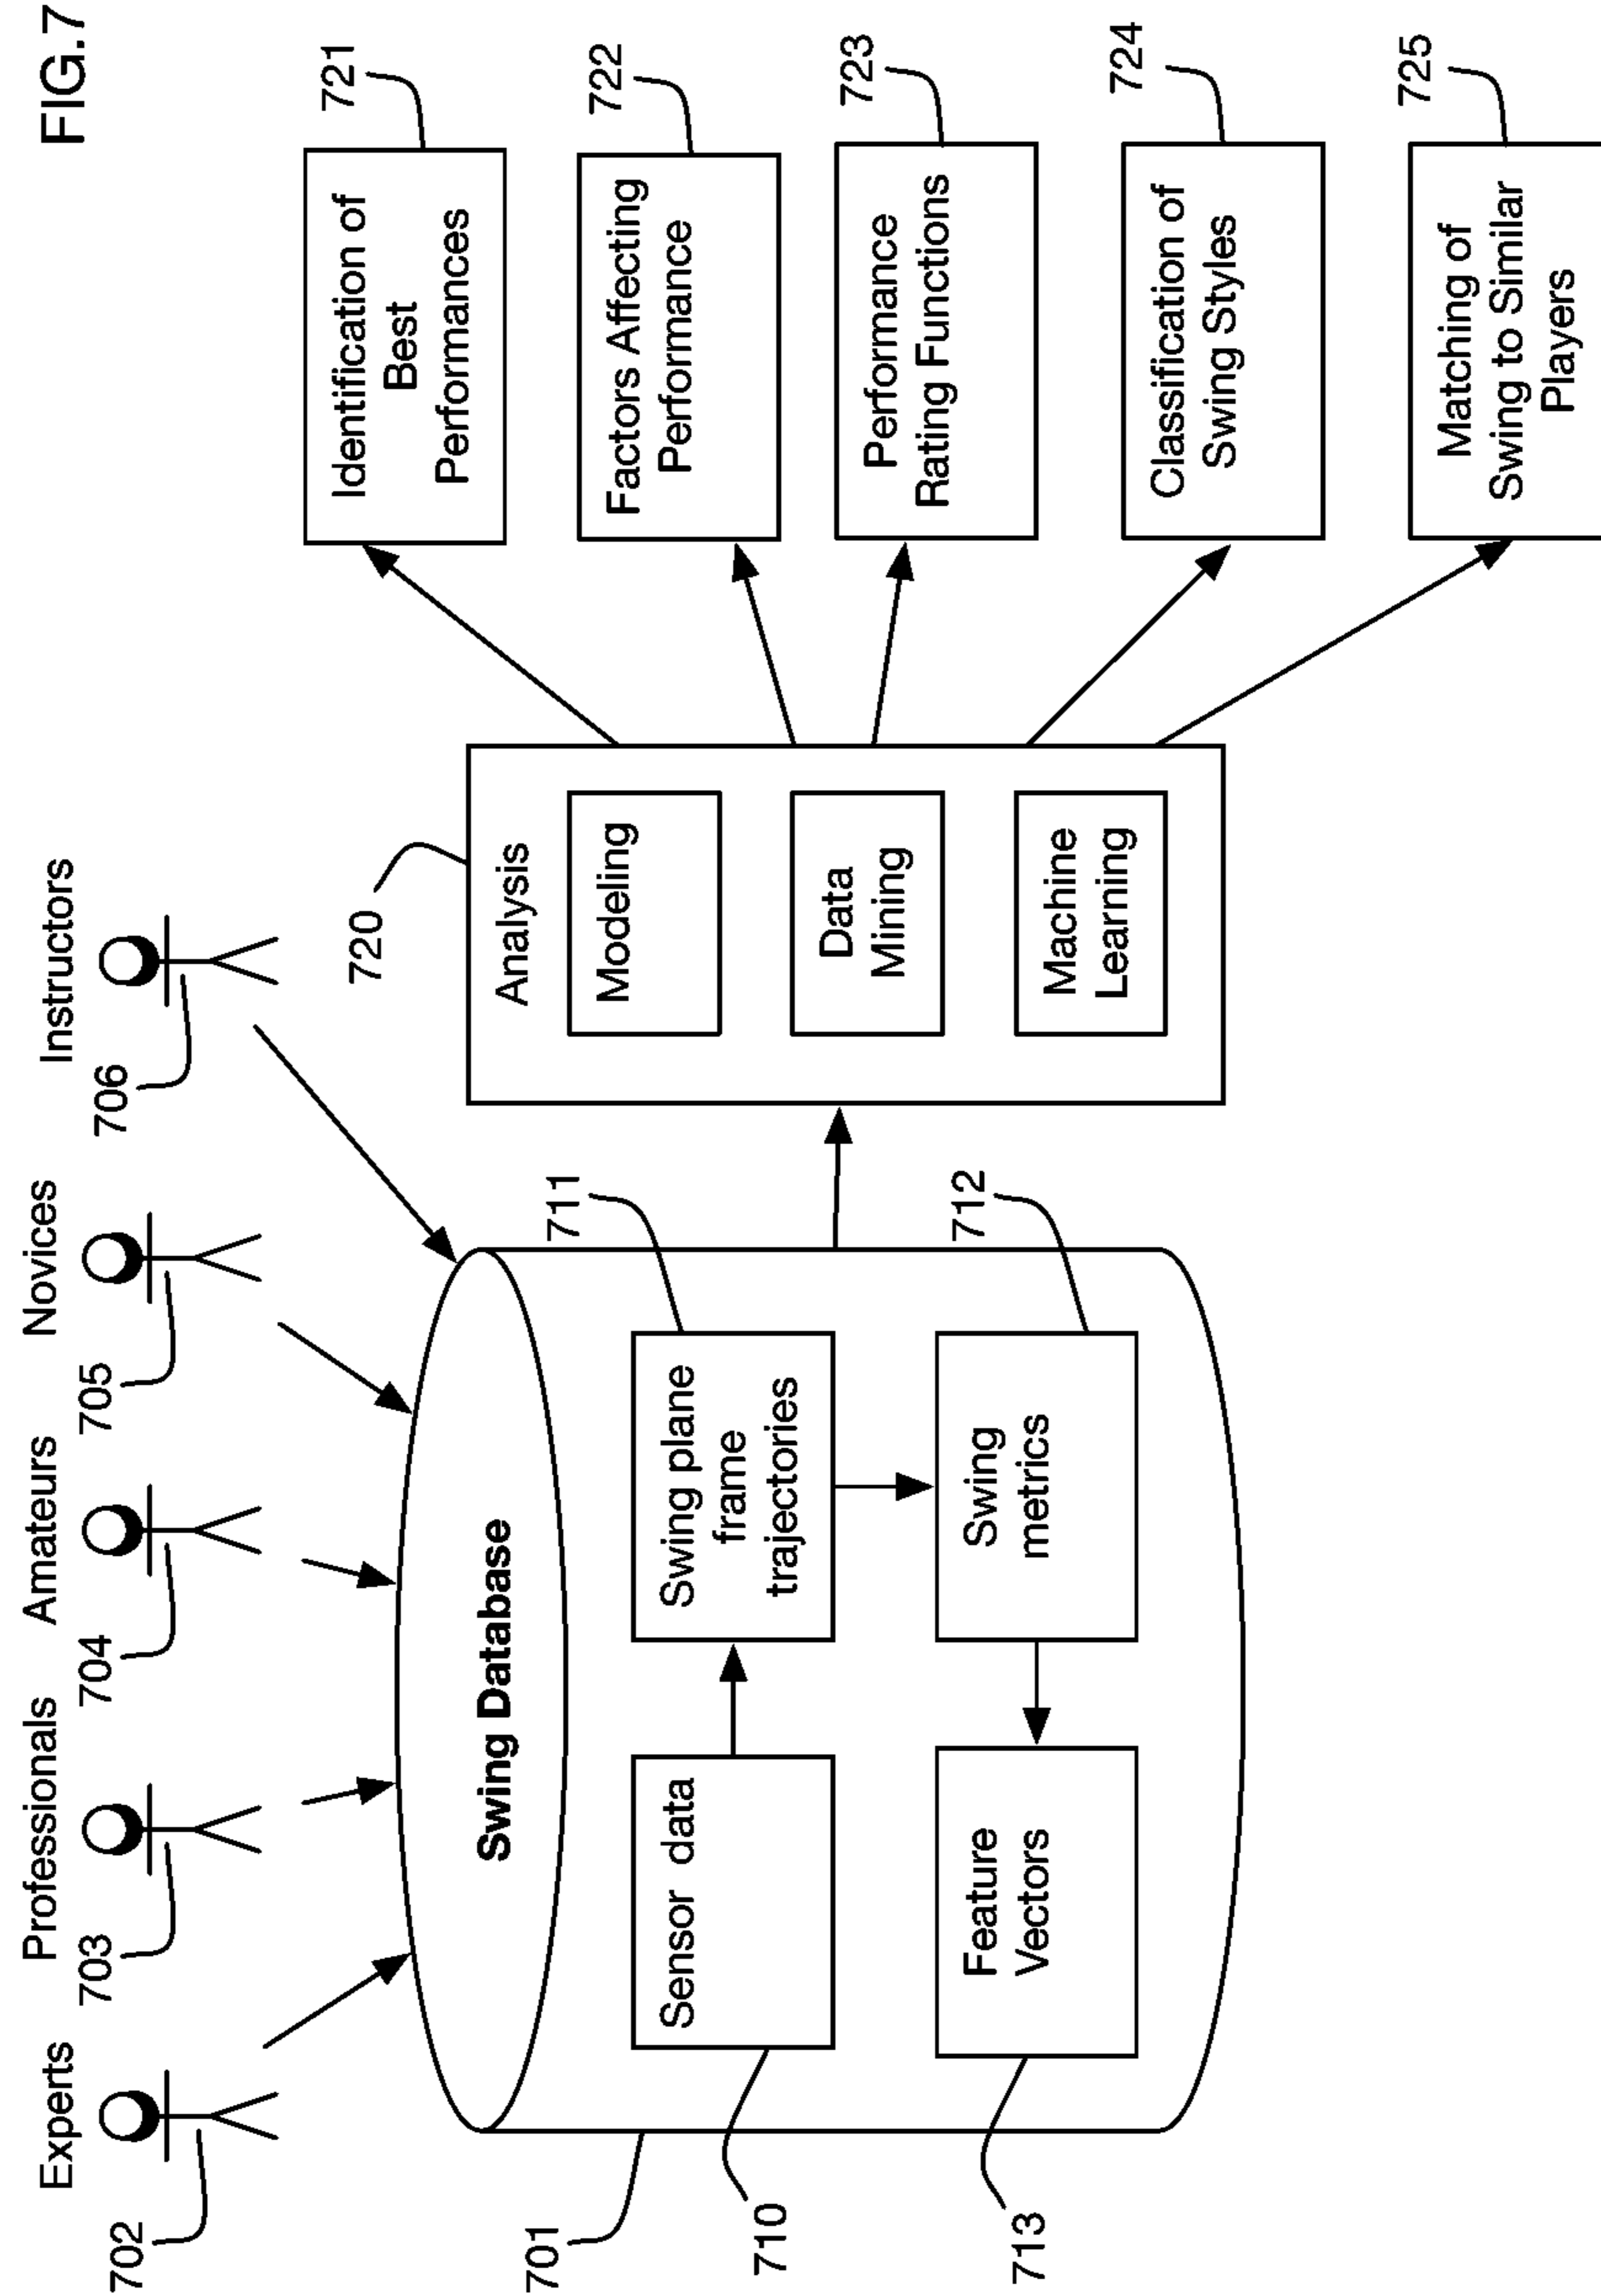 FIG.7
Experts
Professionals
Amateurs
Novices
Instructors
702
703
704
705
706
701
Swing Database
710
Sensor data
711
Swing plane
frame
trajectories
712
Swing
metrics
713
Feature
Vectors
720
Analysis
Modeling
Data
Mining
Machine
Learning
721
Identification of
Best
Performances
722
Factors Affecting
Performance
723
Performance
Rating Functions
724
Classification of
Swing Styles
725
Matching of
Swing to Similar
Players